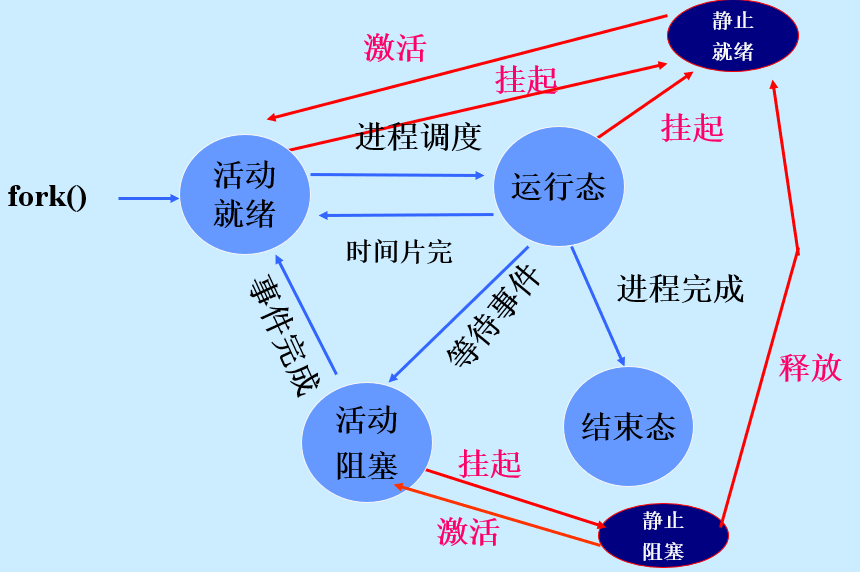 静止
就绪
激活
挂起
挂起
进程调度
活动
就绪
运行态
fork()
时间片完
事件完成
等待事件
进程完成
释放
活动
阻塞
结束态
挂起
激活
静止
阻塞